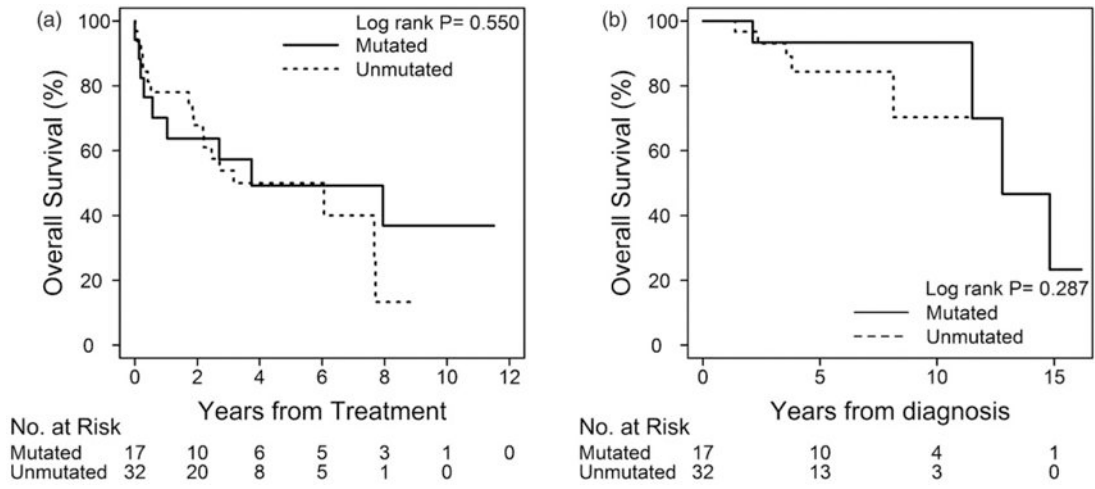 (a)
Log rank P= 0.550
Mutated
Unmutated
Overall Survival (%)
100
80
60
40
20
0
0 2 4 6 8 10 12
Years from Treatment
No. at Risk
Mutated 17 10 6 5 3 1 0
Unmutated 32 20 8 5 1 0
(b)
Overall Survival (%)
100
80
60
40
20
0
Log rank P= 0.287
Mutated
Unmutated
0 5 10 15
Years from diagnosis
No. at Risk
Mutated 17 10 4 1
Unmutated 32 13 3 0